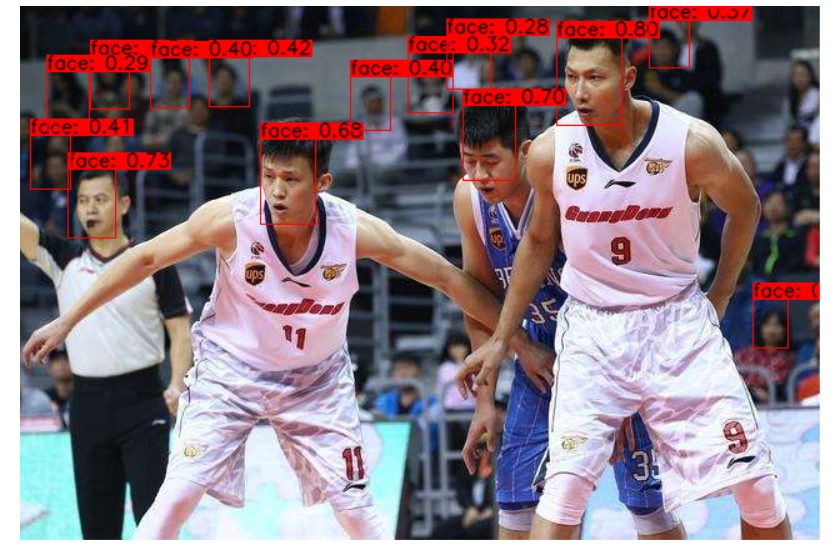 face: 0.37
face: 0.28
face: 0.80
face: 0.32
face: 0.40
face: 0.42
face: 0.29
face: 0.40
face: 0.70
face: 0.41
face: 0.68
face: 0.73
ups
GuangDong
9
ups
35
11
face:
9
11
35